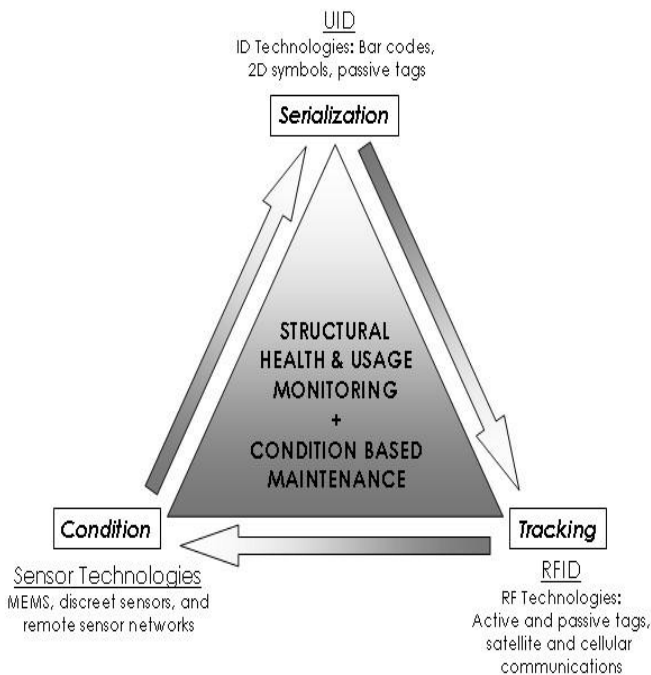 UID
ID Technologies: Bar codes,
2D symbols, passive tags
Serialization
STRUCTURAL
HEALTH & USAGE
MONITORING
+
CONDITION BASED
MAINTENANCE
Condition
Sensor Technologies
MEMS, discreet sensors, and
remote sensor networks
Tracking
RFID
RF Technologies:
Active and passive tags,
satellite and cellular
communications